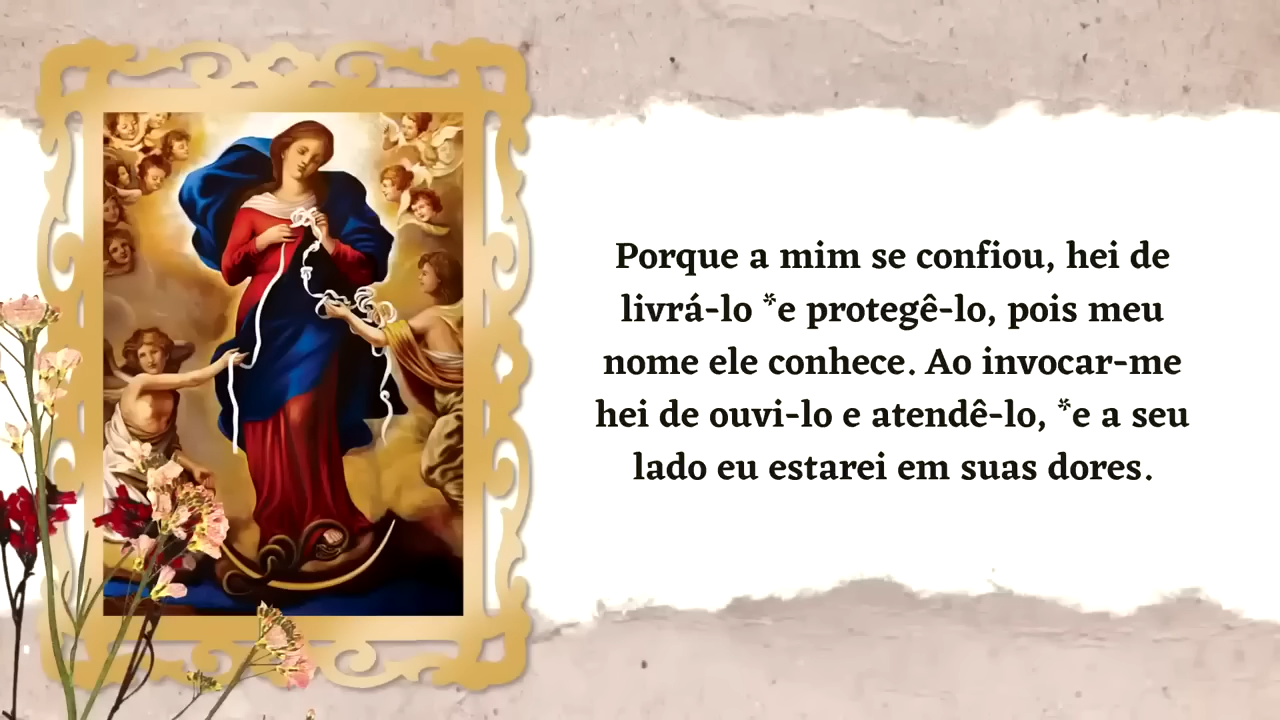 Porque a mim se confiou, hei de
livrá-lo *e protegê-lo, pois meu
nome ele conhece. Ao invocar-me
hei de ouvi-lo e atendê-lo, *e a seu
lado eu estarei em suas dores.